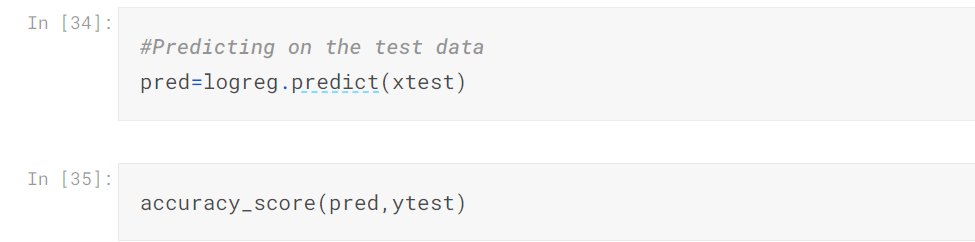 In [34]:
#Predicting on the test data
pred=logreg.predict(xtest)
In [35]:
accuracy_score(pred,ytest)